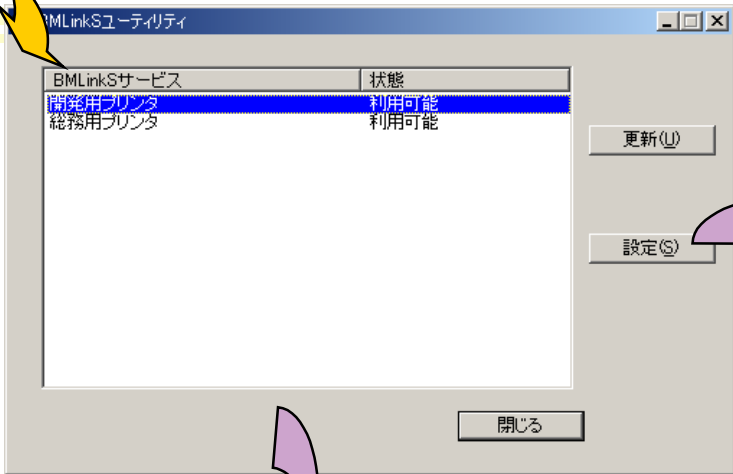 BMLinkSユーティリティ
BMLinkSサービス 状態
開発用プリンタ 利用可能
総務用プリンタ 利用可能
更新(U)
設定(S)
閉じる